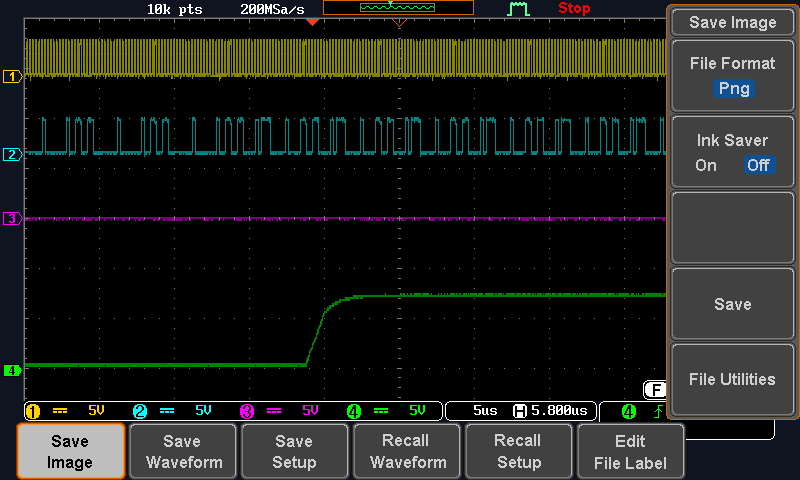 10k pts 200MSa/s Stop
Save Image
File Format
Png
Ink Saver
On Off
Save
File Utilities
1
2
3
4
F
1 5V 2 5V 3 5V 4 5V 5us H 5.800us 4
Save Image
Save Waveform
Save Setup
Recall Waveform
Recall Setup
Edit File Label